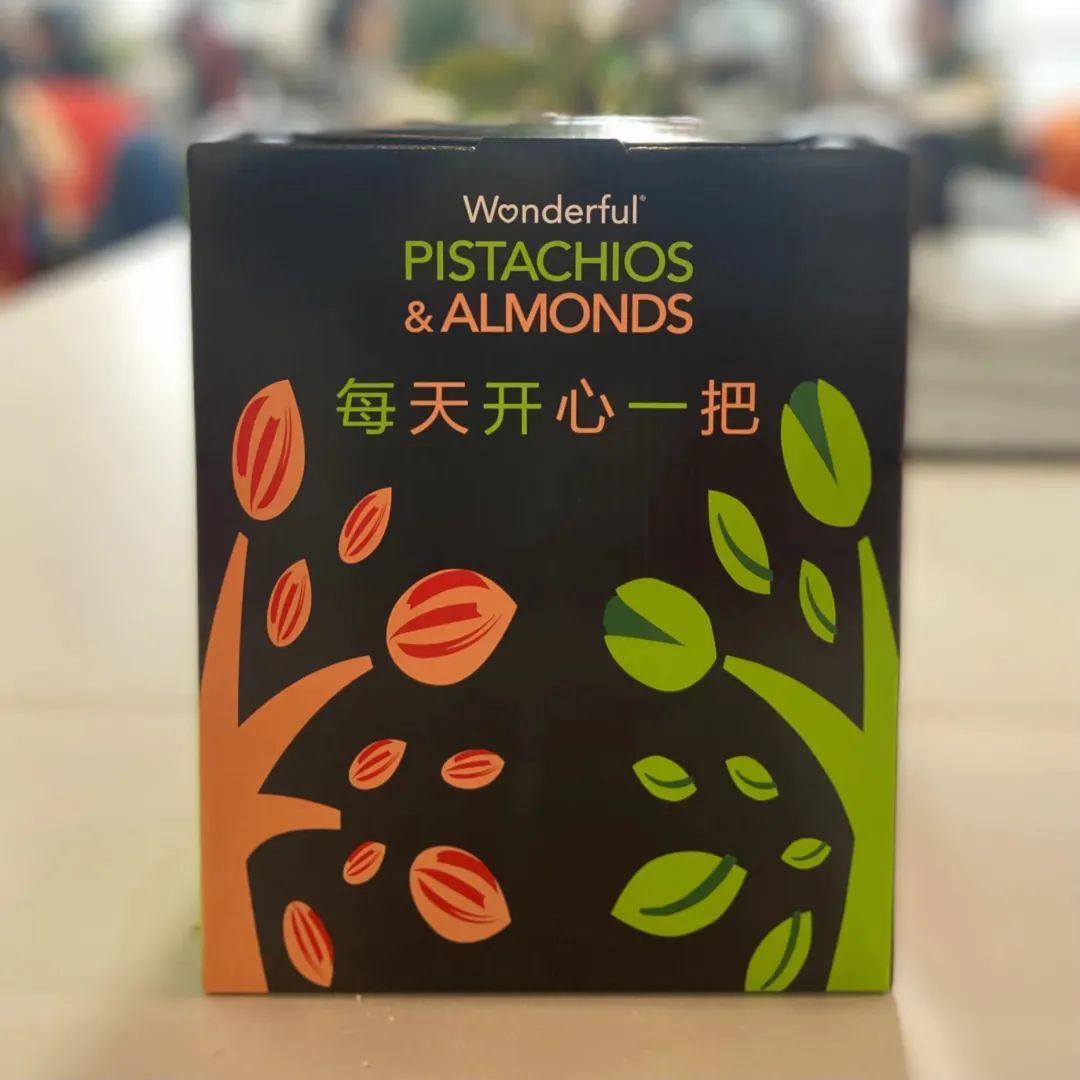 Wonderful®
PISTACHIOS
& ALMONDS
每天开心一把